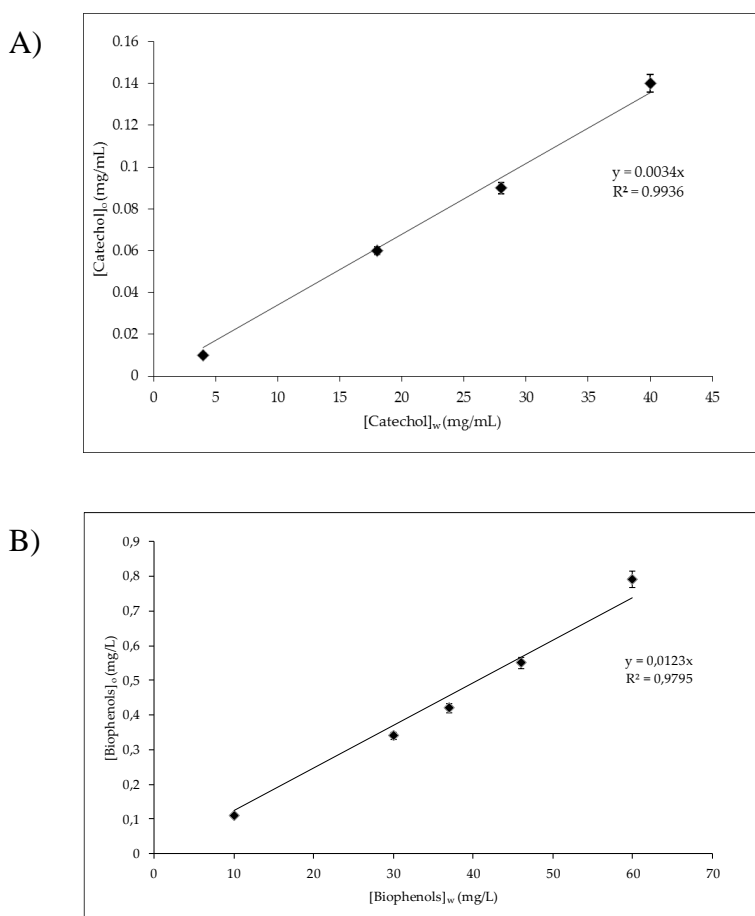 A)
0.16
0.14
0.12
0.1
0.08
0.06
0.04
0.02
0
[Catechol]o (mg/mL)
y = 0.0034x
R² = 0.9936
0 5 10 15 20 25 30 35 40 45
[Catechol]w (mg/mL)
B)
0,9
0,8
0,7
0,6
0,5
0,4
0,3
0,2
0,1
0
[Biophenols]o (mg/L)
y = 0,0123x
R² = 0,9795
0 10 20 30 40 50 60 70
[Biophenols]w (mg/L)